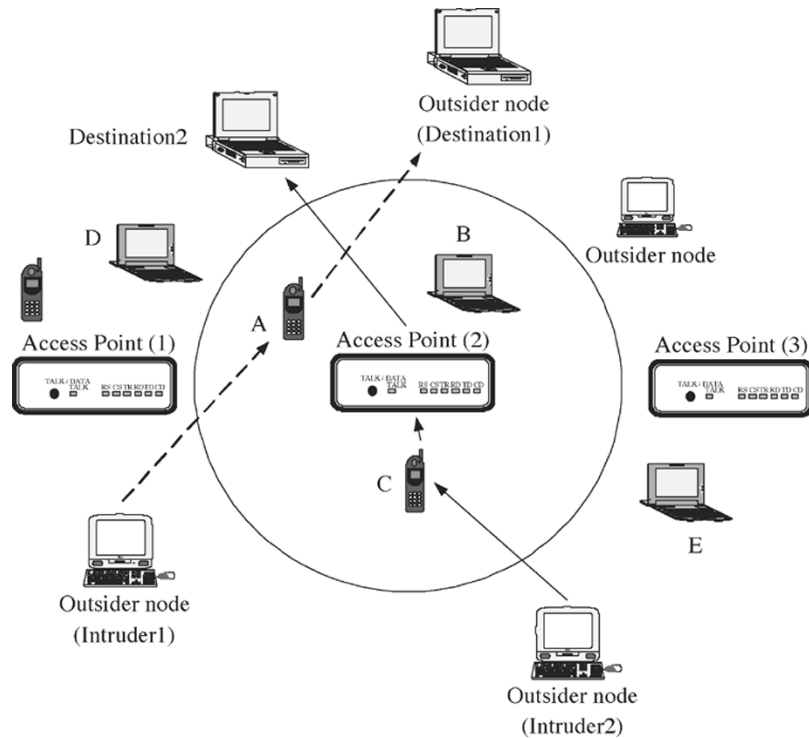 Outsider node
(Destination1)
Destination2
Outsider node
D
B
A
Access Point (1)
TALK / DATA
TALK
RS CS TR RD TD CD
Access Point (2)
TALK / DATA
TALK
RS CS TR RD TD CD
Access Point (3)
TALK / DATA
TALK
RS CS TR RD TD CD
C
E
Outsider node
(Intruder1)
Outsider node
(Intruder2)